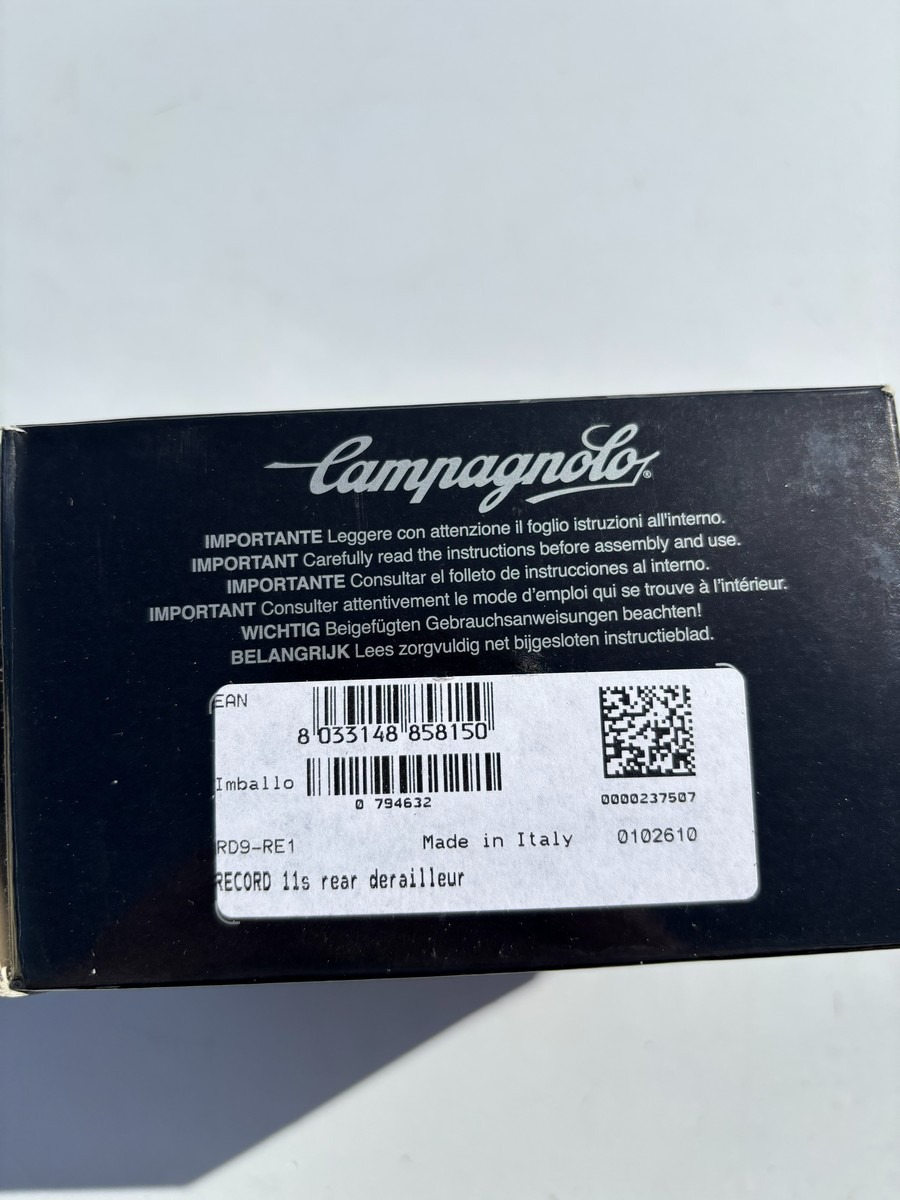 Campagnolo®
IMPORTANTE Leggere con attenzione il foglio istruzioni all'interno.
IMPORTANT Carefully read the instructions before assembly and use.
IMPORTANTE Consultar el folleto de instrucciones al interno.
IMPORTANT Consulter attentivement le mode d'emploi qui se trouve à l'intérieur.
WICHTIG Beigefügten Gebrauchsanweisungen beachten!
BELANGRIJK Lees zorgvuldig net bijgesloten instructieblad.
EAN
8 033148 858150
Imballo
0 794632
0000237507
RD9-RE1 Made in Italy 0102610
RECORD 11s rear derailleur